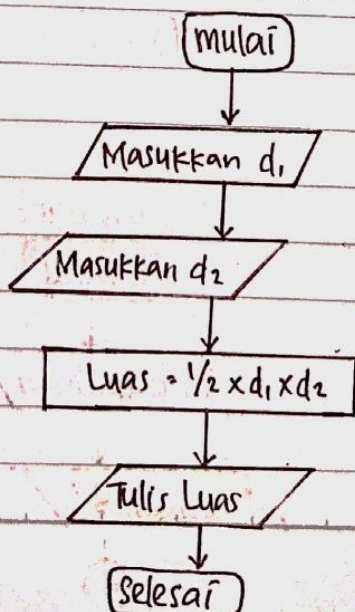 mulai
Masukkan d₁
Masukkan d₂
Luas = 1/2 x d₁ x d₂
Tulis Luas
Selesai